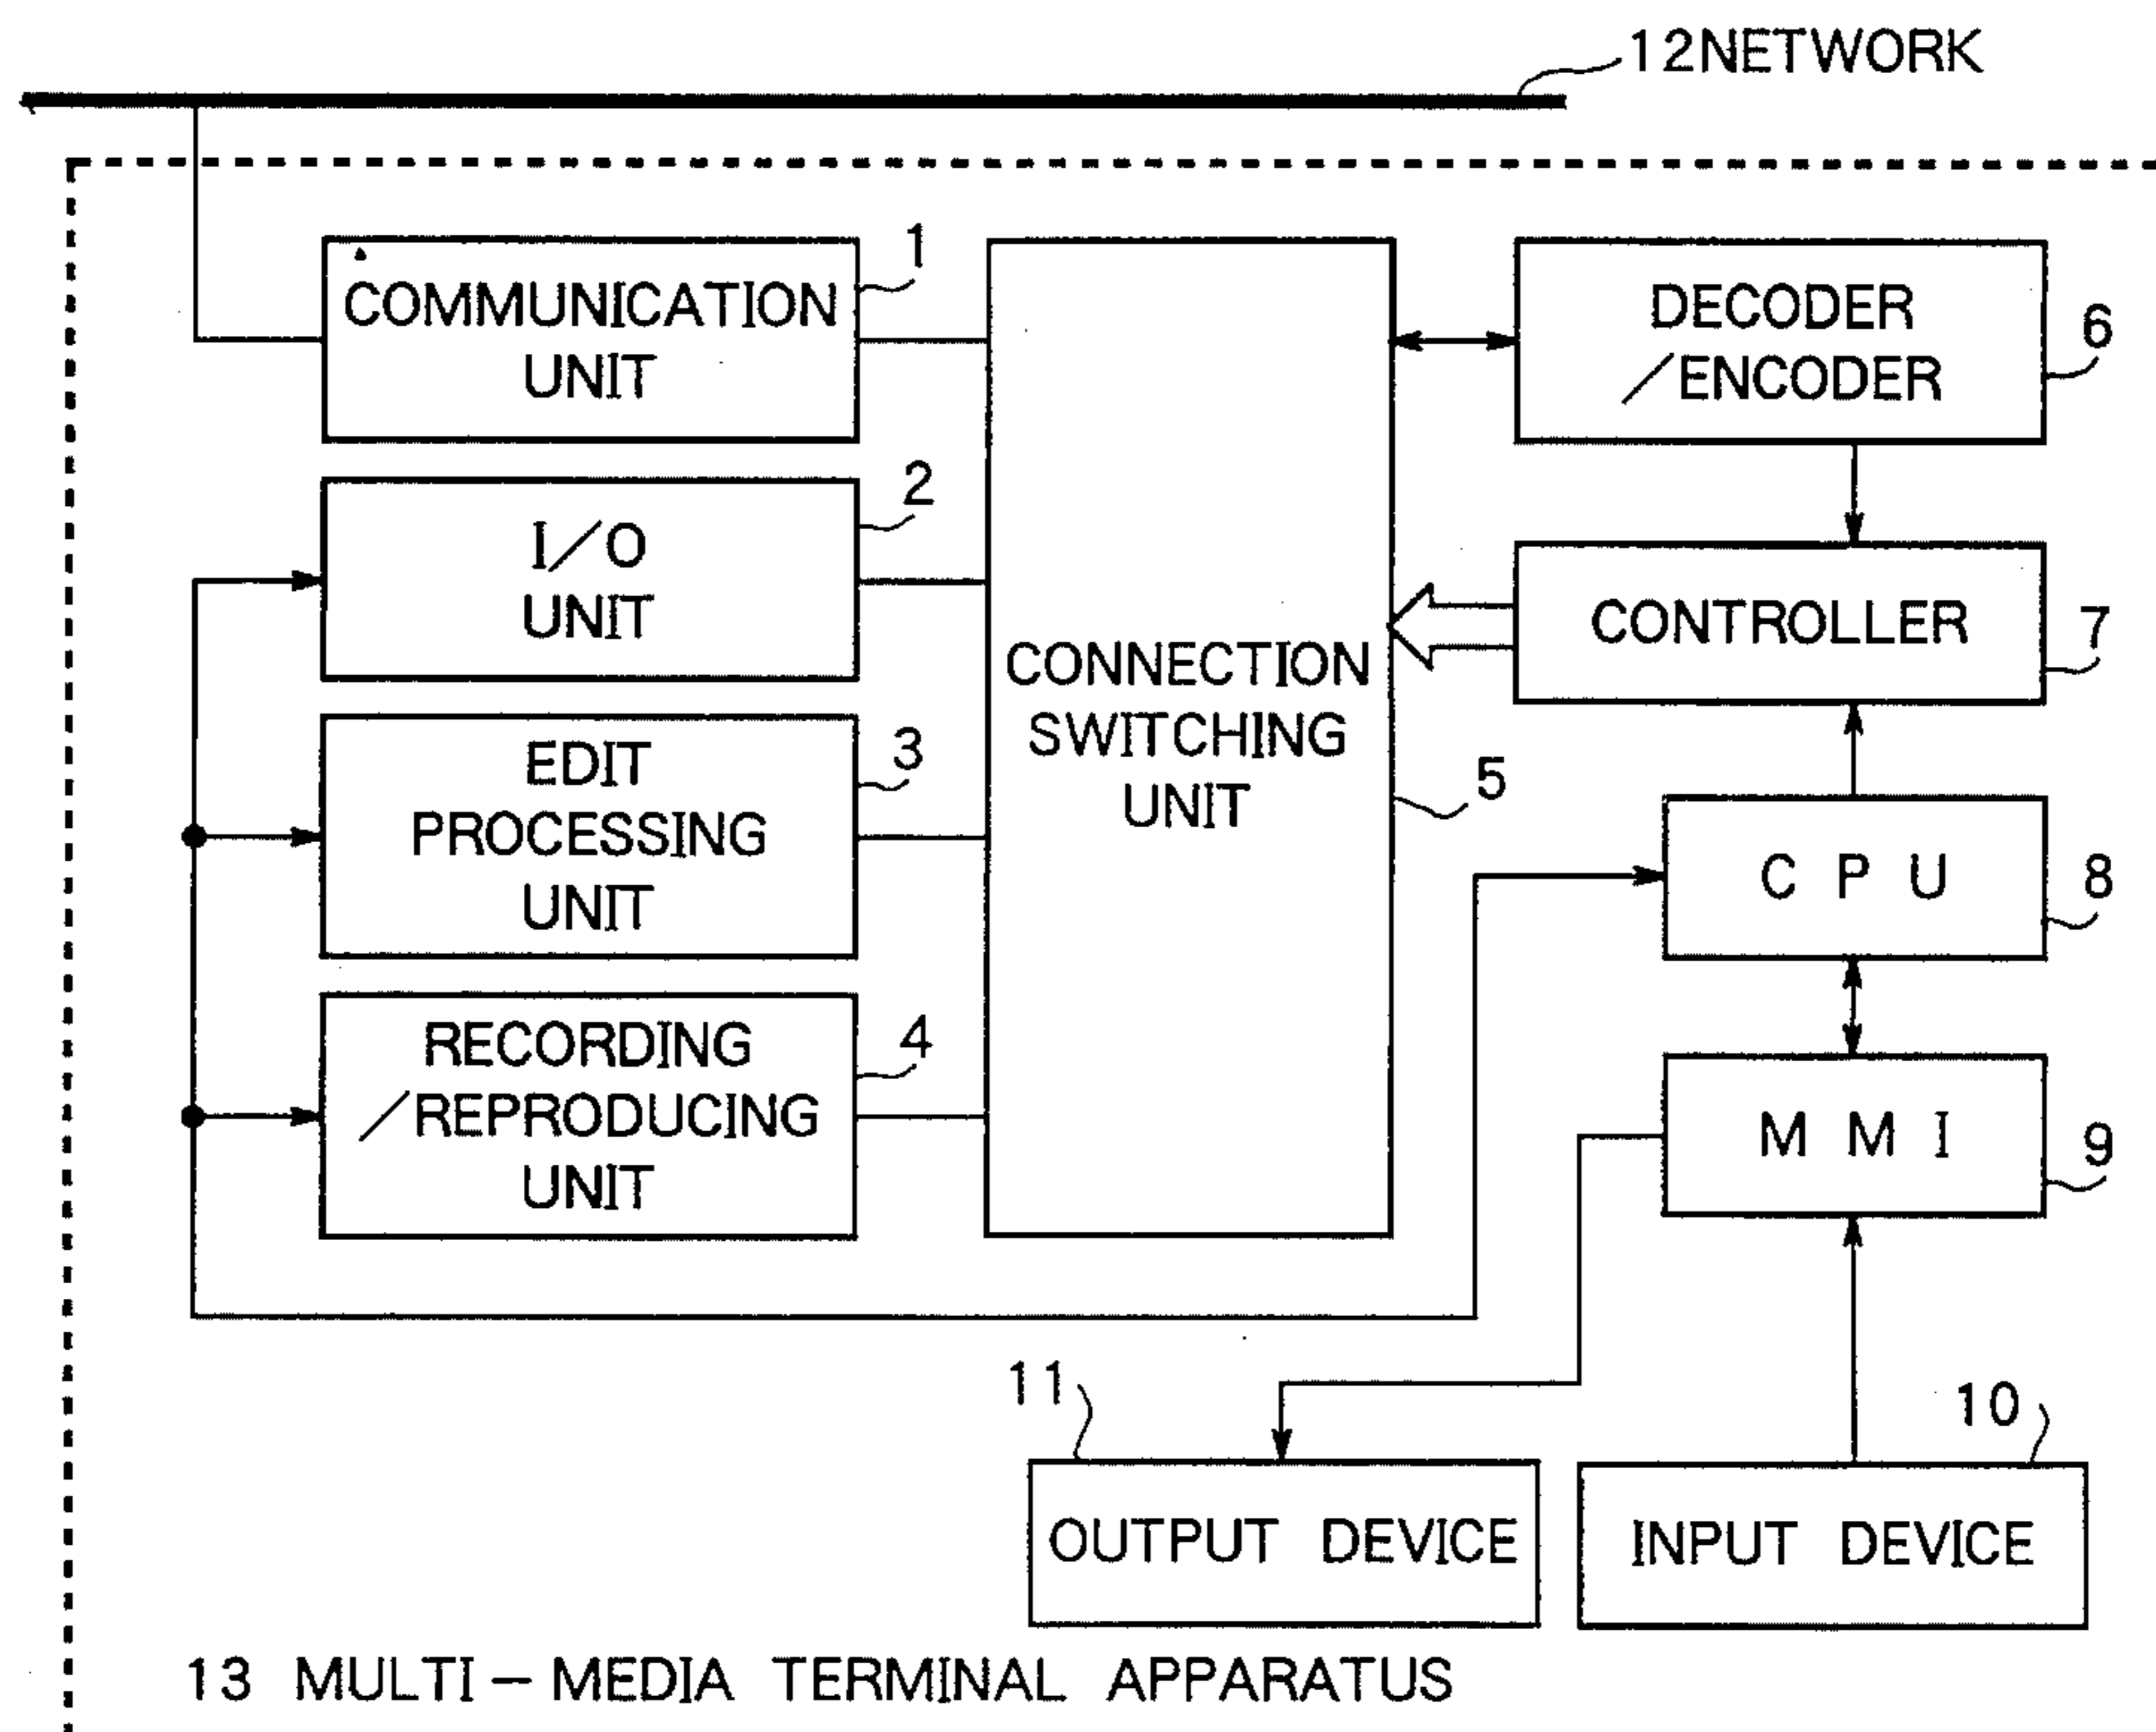 12NETWORK
1
COMMUNICATION
UNIT
2
I/O
UNIT
3
EDIT
PROCESSING
UNIT
4
RECORDING
/REPRODUCING
UNIT
CONNECTION
SWITCHING
UNIT
5
DECODER
/ENCODER
6
CONTROLLER
7
C P U
8
M M I
9
11
OUTPUT DEVICE
10
INPUT DEVICE
13 MULTI-MEDIA TERMINAL APPARATUS